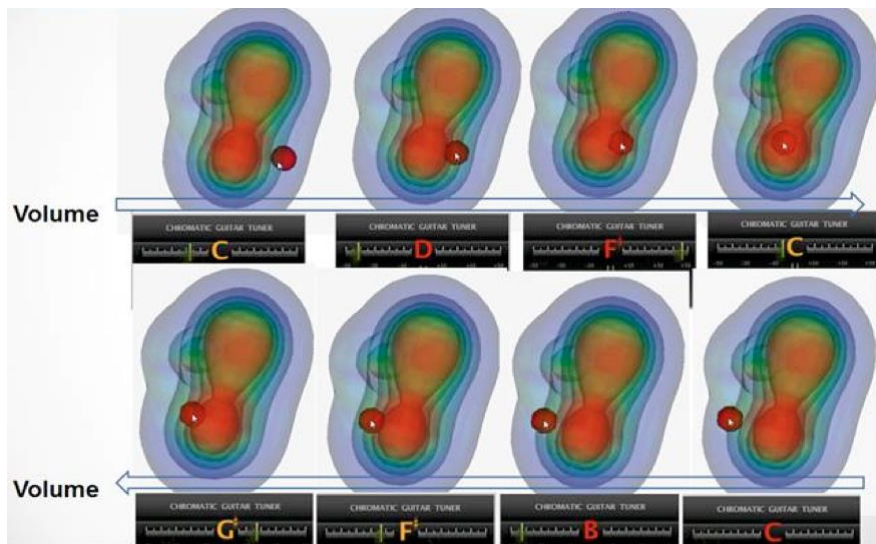 Volume
CHROMATIC GUITAR TUNER CHROMATIC GUITAR TUNER CHROMATIC GUITAR TUNER CHROMATIC GUITAR TUNER
C D F♯ C
Volume
CHROMATIC GUITAR TUNER CHROMATIC GUITAR TUNER CHROMATIC GUITAR TUNER CHROMATIC GUITAR TUNER
G♯ F♯ B C